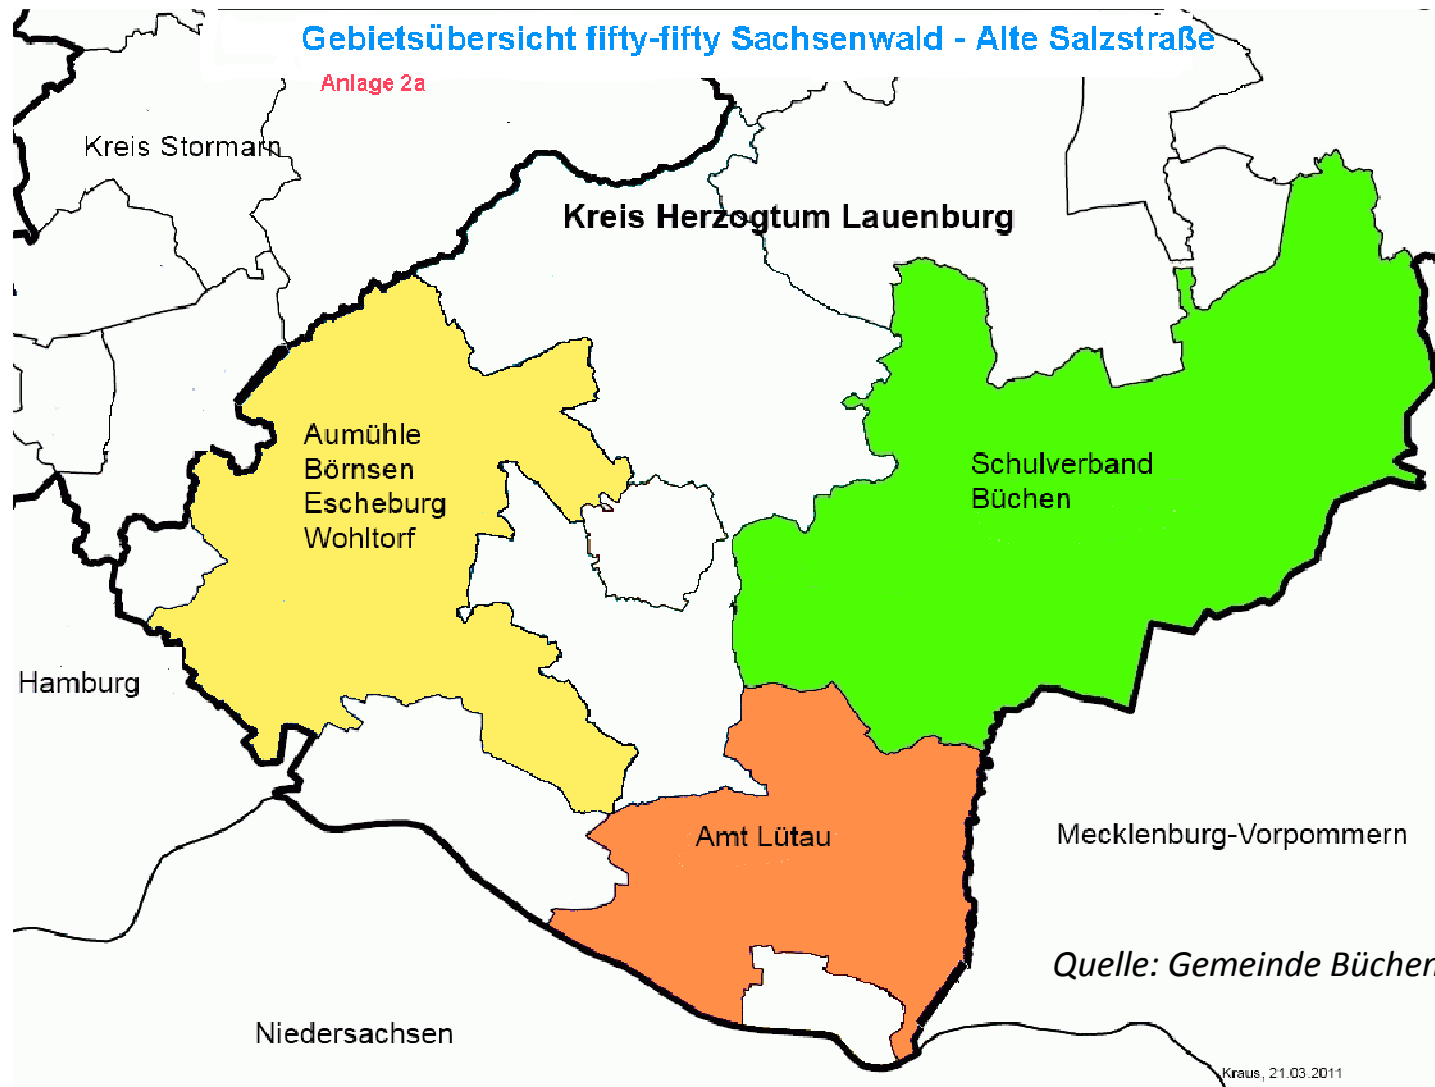 Gebietsübersicht fifty-fifty Sachsenwald - Alte Salzstraße
Anlage 2a
Kreis Stormarn
Kreis Herzogtum Lauenburg
Aumühle
Börnsen
Escheburg
Wohltorf
Schulverband
Büchen
Hamburg
Amt Lütau
Mecklenburg-Vorpommern
Quelle: Gemeinde Büchen
Niedersachsen
Kraus, 21.03.2011